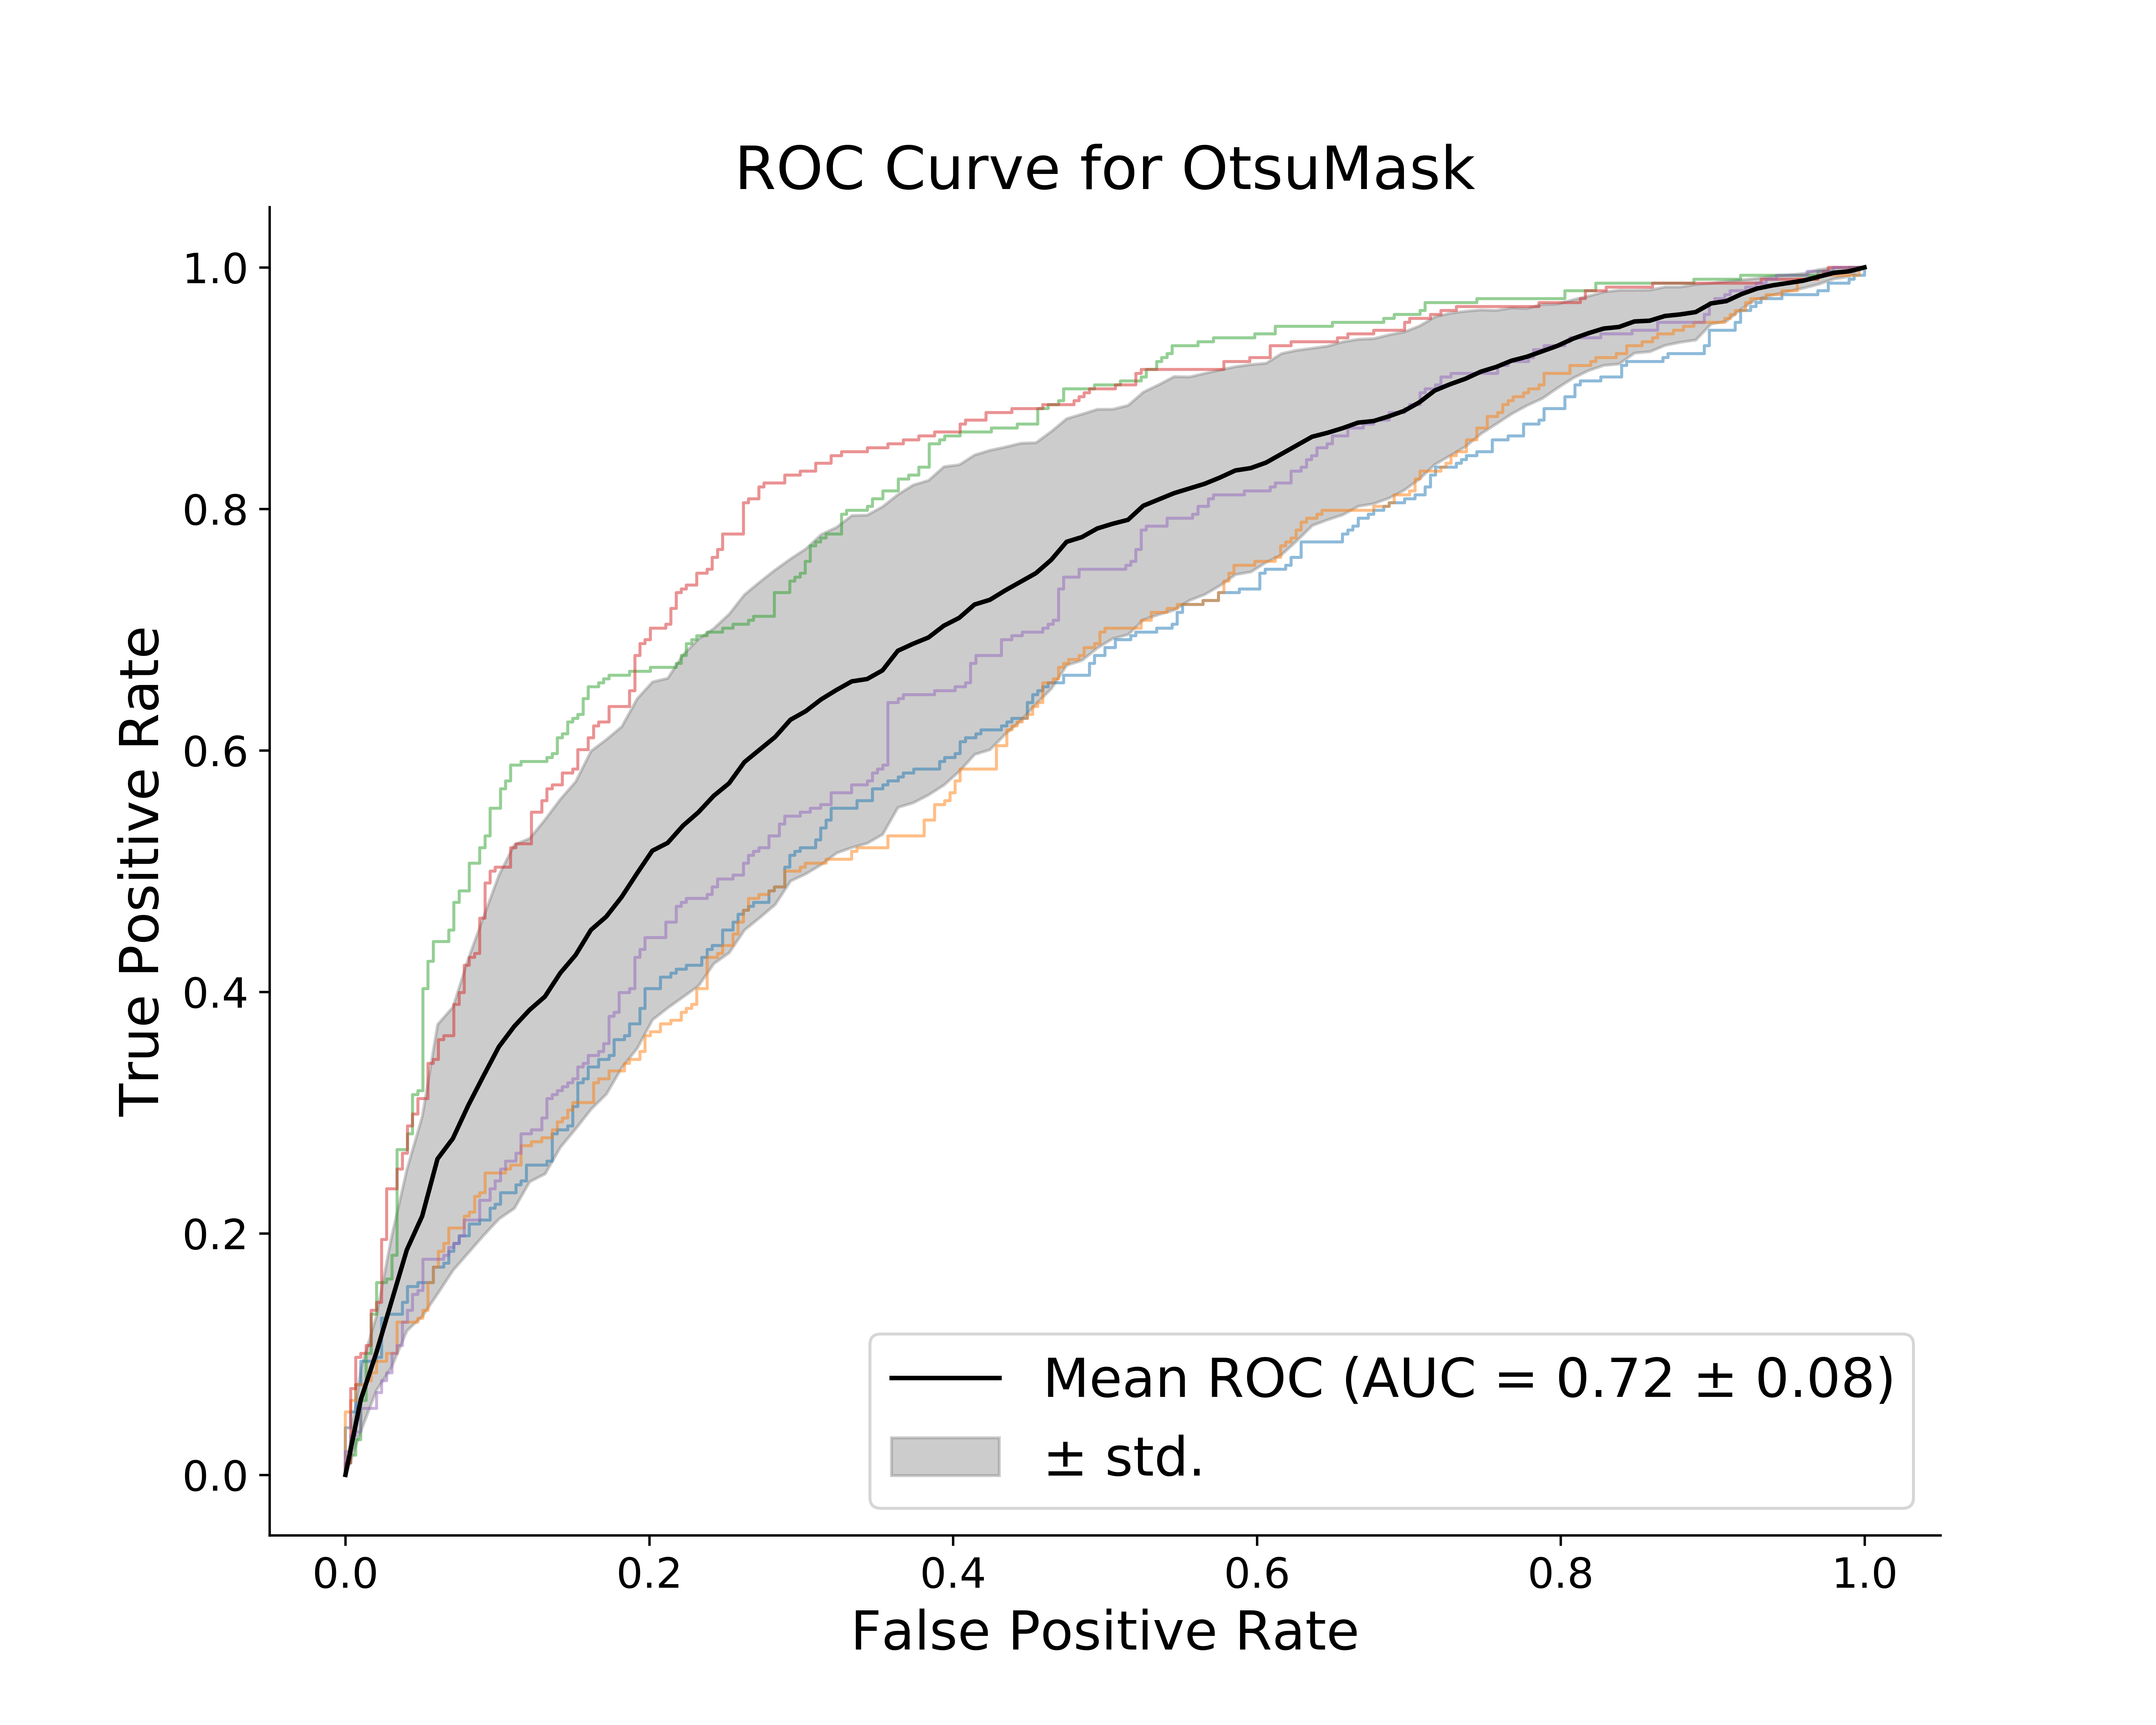 ROC Curve for OtsuMask
True Positive Rate
1.0
0.8
0.6
0.4
0.2
0.0
Mean ROC (AUC = 0.72 ± 0.08)
± std.
0.0 0.2 0.4 0.6 0.8 1.0
False Positive Rate